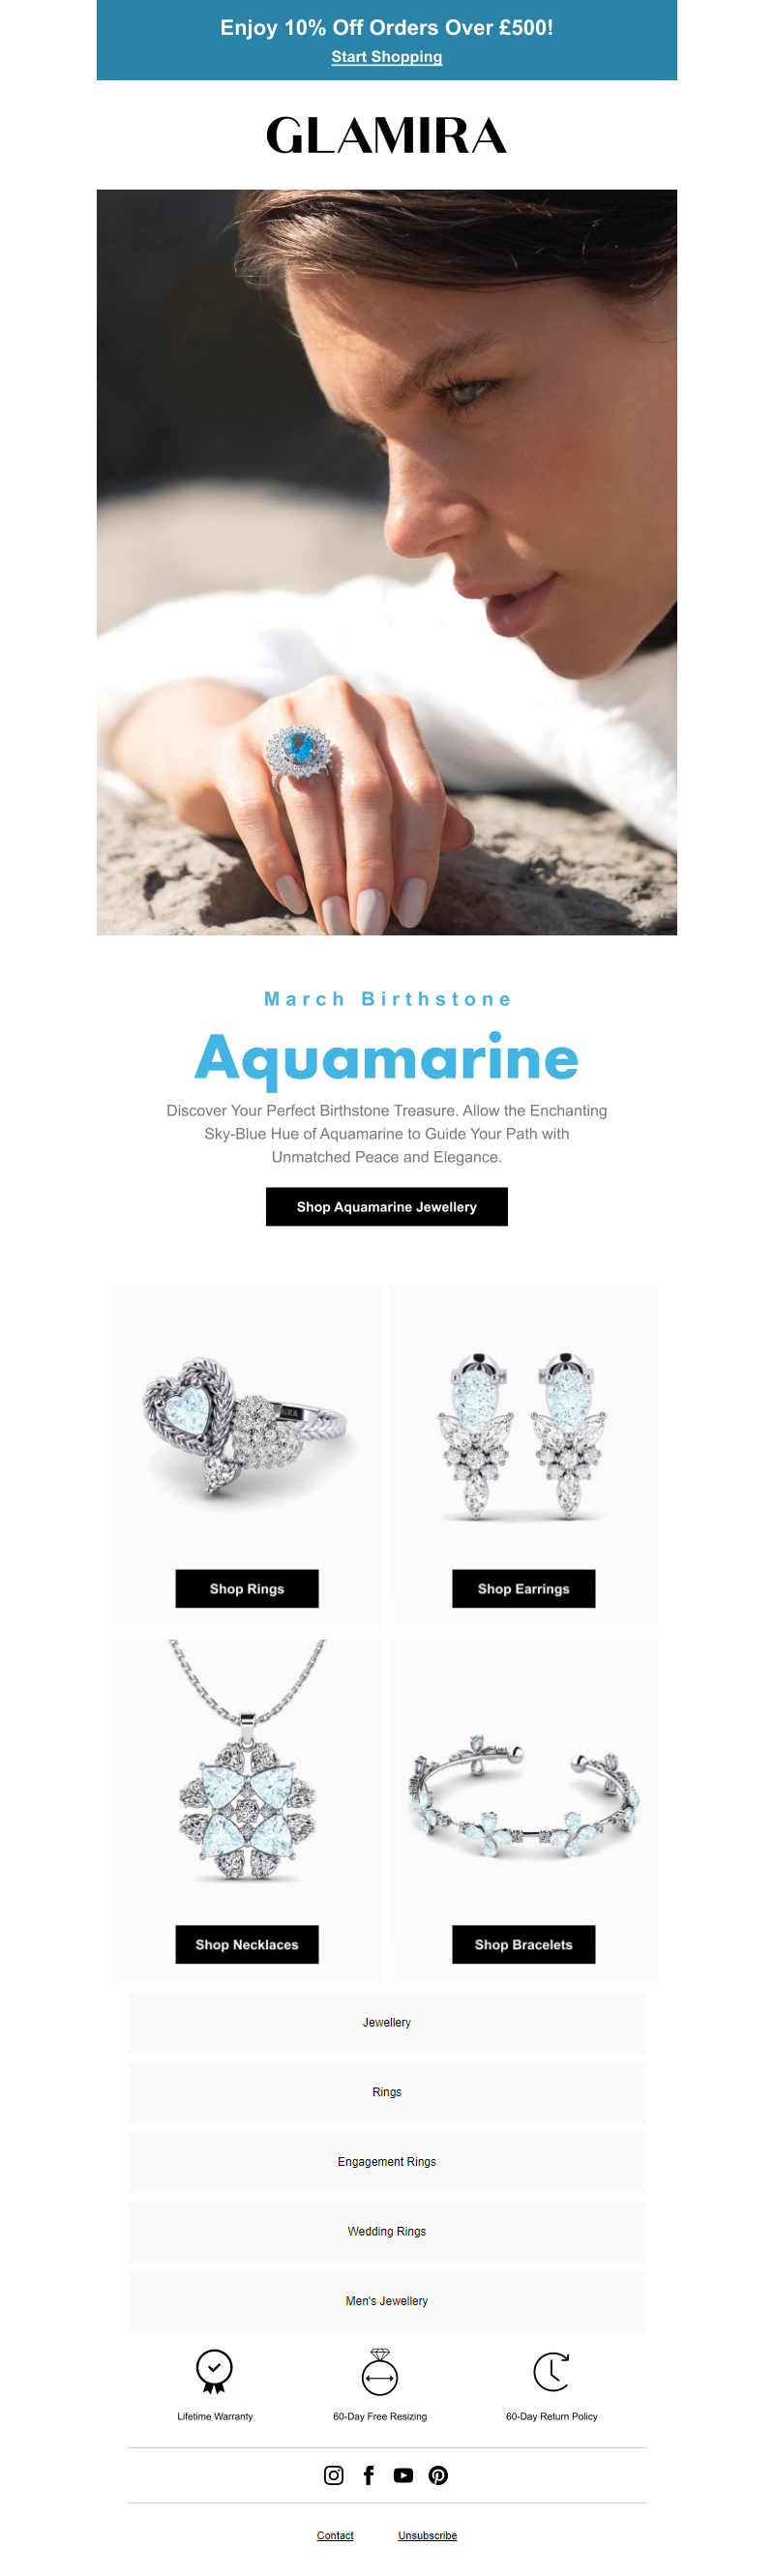 Enjoy 10% Off Orders Over £500!
Start Shopping
GLAMIRA
March Birthstone
Aquamarine
Discover Your Perfect Birthstone Treasure. Allow the Enchanting
Sky-Blue Hue of Aquamarine to Guide Your Path with
Unmatched Peace and Elegance.
Shop Aquamarine Jewellery
Shop Rings
Shop Earrings
Shop Necklaces
Shop Bracelets
Jewellery
Rings
Engagement Rings
Wedding Rings
Men's Jewellery
Lifetime Warranty
60-Day Free Resizing
60-Day Return Policy
Contact
Unsubscribe